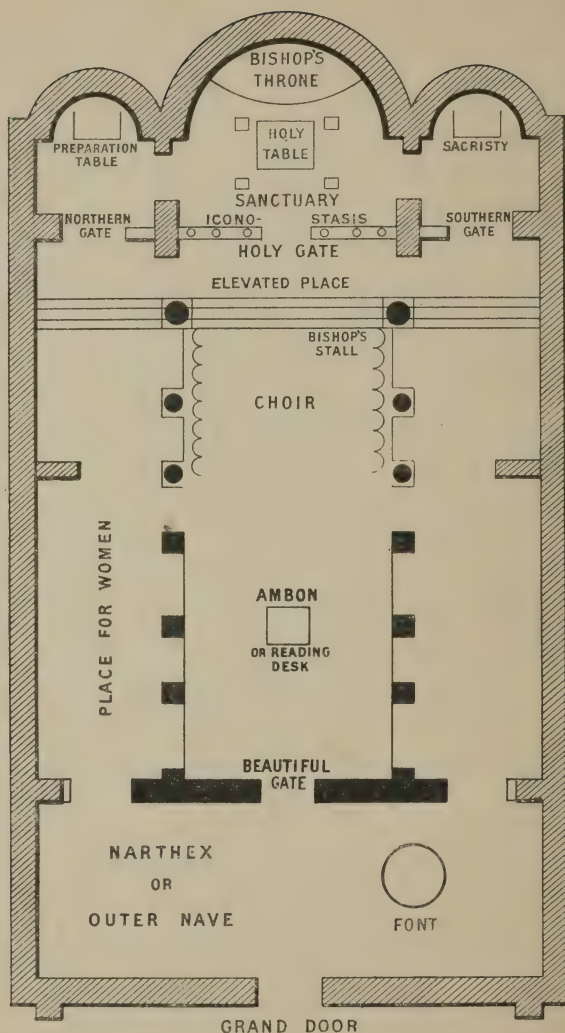 BISHOP'S
THRONE
HOLY
TABLE
PREPARATION
TABLE
SACRISTY
SANCTUARY
NORTHERN
GATE
ICONO-
STASIS
SOUTHERN
GATE
HOLY GATE
ELEVATED PLACE
BISHOP'S
STALL
CHOIR
PLACE FOR WOMEN
AMBON
OR READING
DESK
BEAUTIFUL
GATE
NARTHEX
OR
OUTER NAVE
FONT
GRAND DOOR